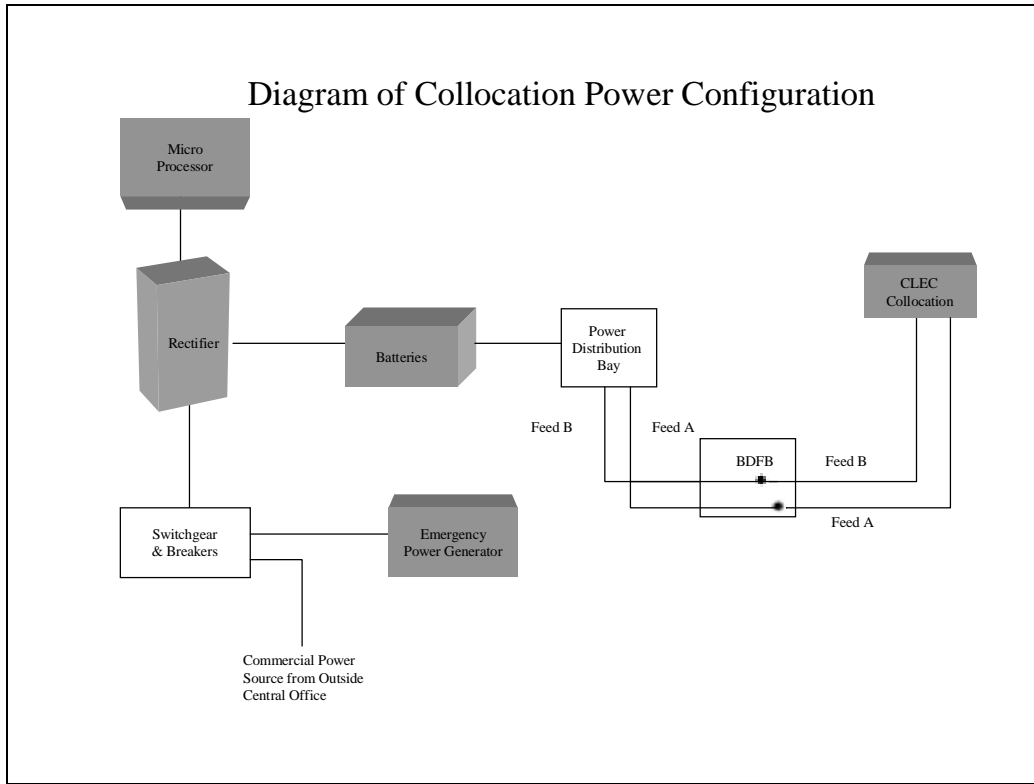 Diagram of Collocation Power Configuration
Micro
Processor
CLEC
Collocation
Rectifier
Batteries
Power
Distribution
Bay
Feed B
Feed A
BDFB
Feed B
Feed A
Switchgear
& Breakers
Emergency
Power Generator
Commercial Power
Source from Outside
Central Office